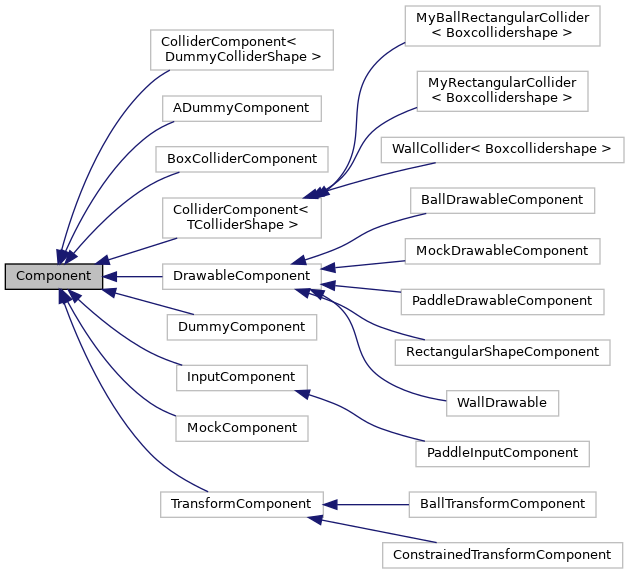 Component
ColliderComponent<
DummyColliderShape >
ADummyComponent
BoxColliderComponent
ColliderComponent<
TColliderShape >
DrawableComponent
DummyComponent
InputComponent
MockComponent
TransformComponent
MyBallRectangularCollider
< Boxcollidershape >
MyRectangularCollider
< Boxcollidershape >
WallCollider< Boxcollidershape >
BallDrawableComponent
MockDrawableComponent
PaddleDrawableComponent
RectangularShapeComponent
WallDrawable
PaddleInputComponent
BallTransformComponent
ConstrainedTransformComponent